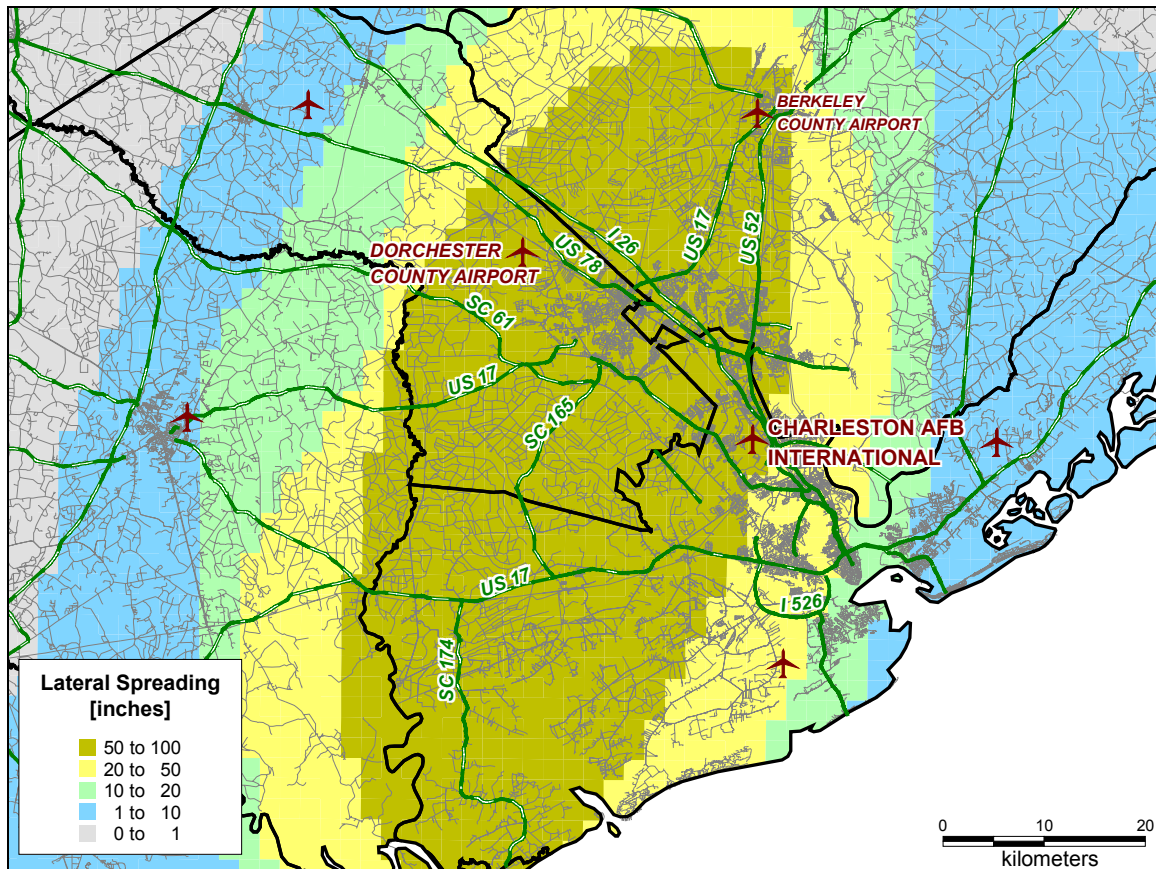 BERKELEY
COUNTY AIRPORT
I 26
US 17
US 52
US 78
DORCHESTER
COUNTY AIRPORT
SC 61
US 17
SC 165
CHARLESTON AFB
INTERNATIONAL
US 17
I 526
SC 174
Lateral Spreading
[inches]
50 to 100
20 to 50
10 to 20
1 to 10
0 to 1
0 10 20
kilometers